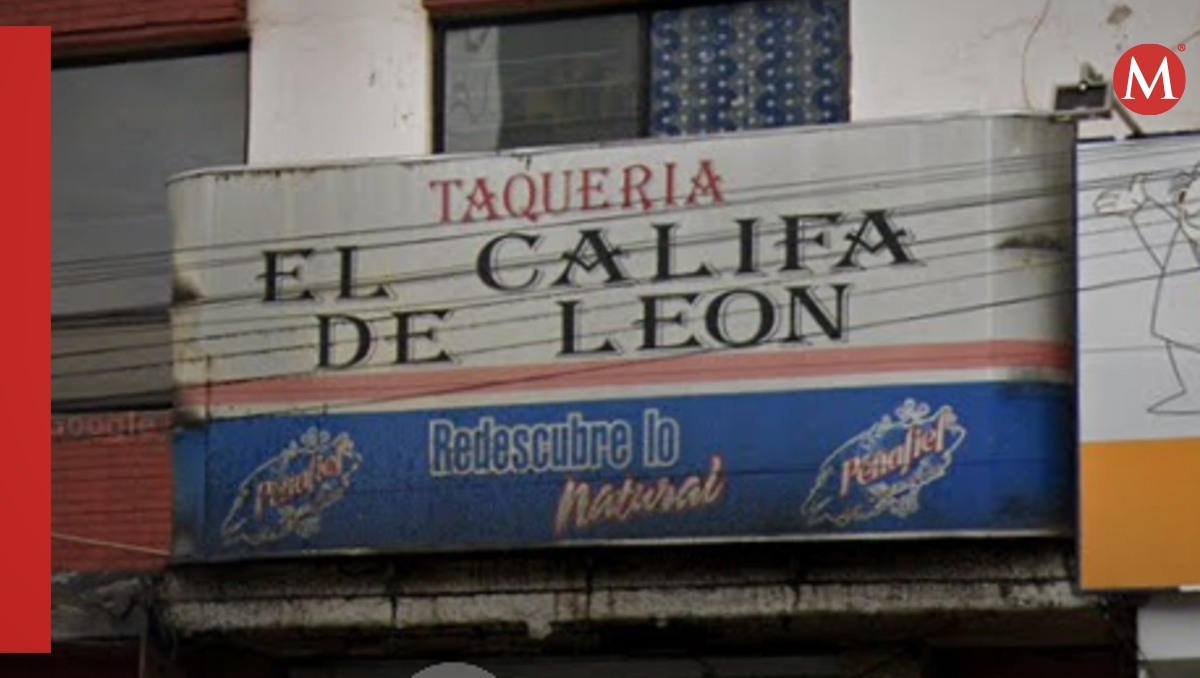 M
TAQUERIA
EL CALIFA
DE LEON
Redescubre lo
Natural
Peñafiel
Peñafiel